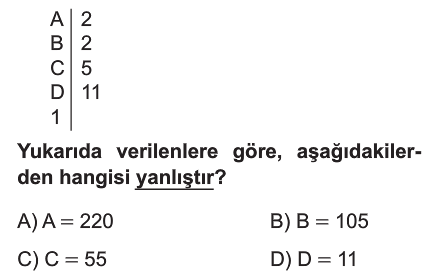 A 2
B 2
C 5
D 11
1
Yukarıda verilenlere göre, aşağıdakiler-
den hangisi yanlıştır?
A) A = 220 B) B = 105
C) C = 55 D) D = 11